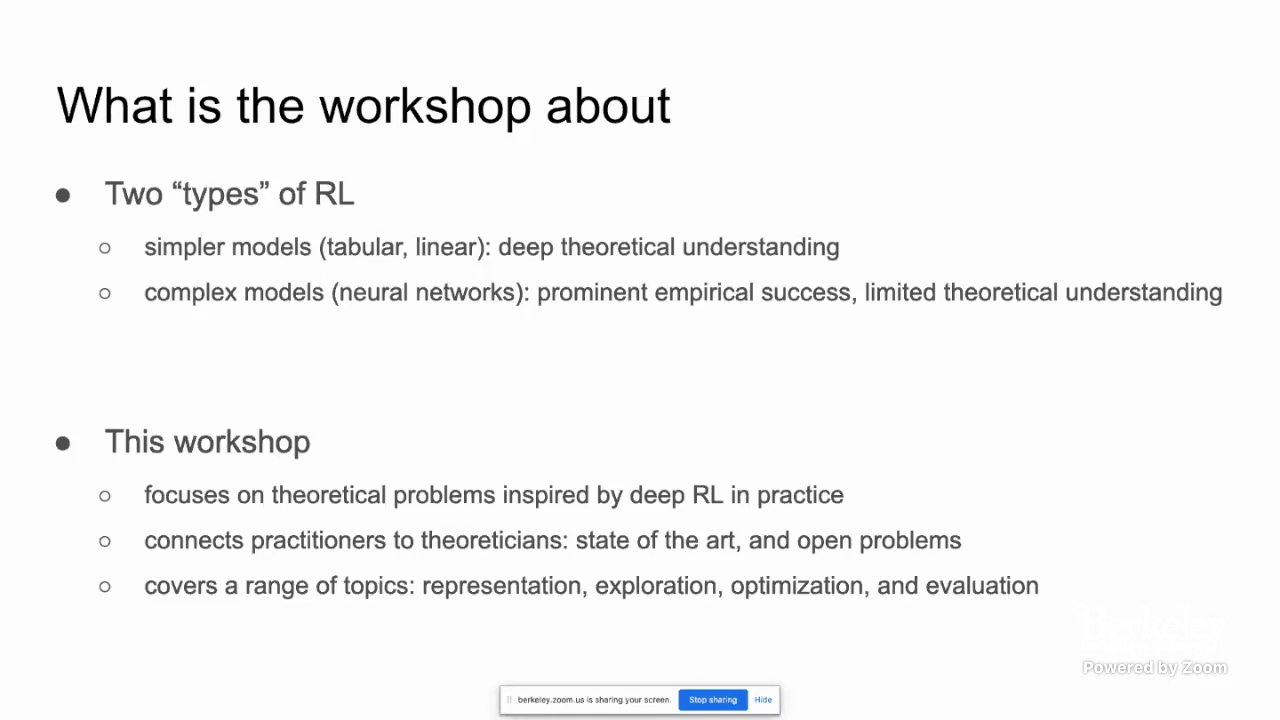 What is the workshop about
● Two “types” of RL
○ simpler models (tabular, linear): deep theoretical understanding
○ complex models (neural networks): prominent empirical success, limited theoretical understanding
● This workshop
○ focuses on theoretical problems inspired by deep RL in practice
○ connects practitioners to theoreticians: state of the art, and open problems
○ covers a range of topics: representation, exploration, optimization, and evaluation
Berkeley
Powered by Zoom
berkeley.zoom.us is sharing your screen. Stop sharing Hide